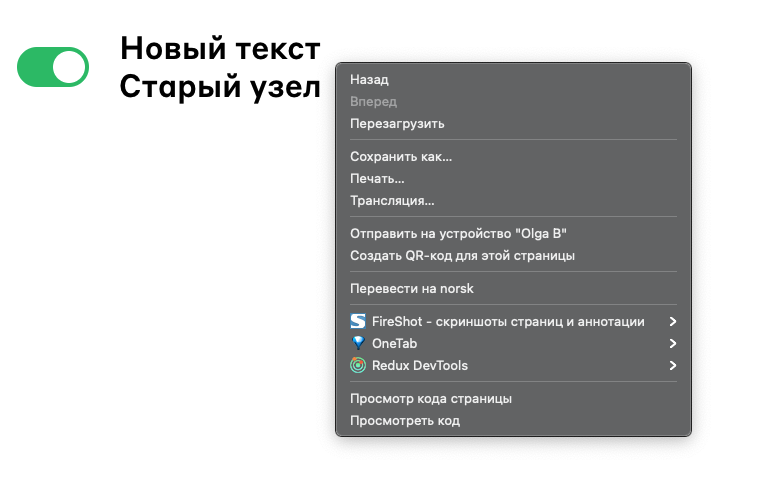 Новый текст
Старый узел
Назад
Вперед
Перезагрузить
Сохранить как...
Печать...
Трансляция...
Отправить на устройство "Olga B"
Создать QR-код для этой страницы
Перевести на norsk
FireShot - скриншоты страниц и аннотации
OneTab
Redux DevTools
Просмотр кода страницы
Просмотреть код